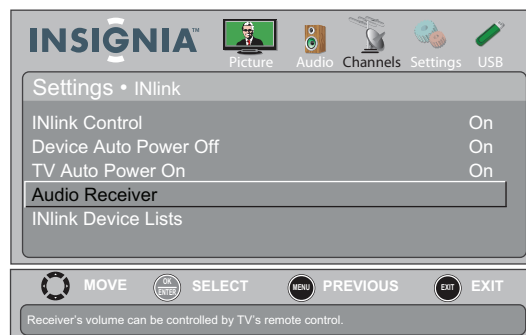 INSIGNIA™
Picture Audio Channels Settings USB
Settings • INlink
INlink Control On
Device Auto Power Off On
TV Auto Power On On
Audio Receiver
INlink Device Lists
MOVE OK ENTER SELECT MENU PREVIOUS EXIT EXIT
Receiver's volume can be controlled by TV's remote control.